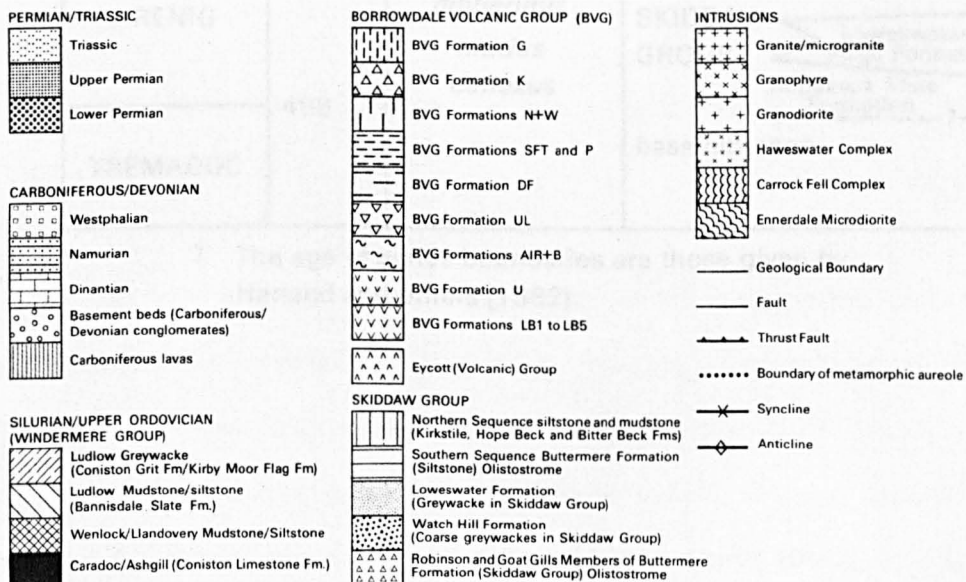 PERMIAN/TRIASSIC
Triassic
Upper Permian
Lower Permian
CARBONIFEROUS/DEVONIAN
Westphalian
Namurian
Dinantian
Basement beds (Carboniferous/
Devonian conglomerates)
Carboniferous lavas
SILURIAN/UPPER ORDOVICIAN
(WINDERMERE GROUP)
Ludlow Greywacke
(Coniston Grit Fm/Kirby Moor Flag Fm)
Ludlow Mudstone/siltstone
(Bannisdale Slate Fm.)
Wenlock/Llandovery Mudstone/Siltstone
Caradoc/Ashgill (Coniston Limestone Fm.)
BORROWDALE VOLCANIC GROUP (BVG)
BVG Formation G
BVG Formation K
BVG Formations N+W
BVG Formations SFT and P
BVG Formation DF
BVG Formation UL
BVG Formations AIR+B
BVG Formation U
BVG Formations LB1 to LB5
Eycott (Volcanic) Group
SKIDDAW GROUP
Northern Sequence siltstone and mudstone
(Kirkstile, Hope Beck and Bitter Beck Fms)
Southern Sequence Buttermere Formation
(Siltstone) Olistostrome
Loweswater Formation
(Greywacke in Skiddaw Group)
Watch Hill Formation
(Coarse greywackes in Skiddaw Group)
Robinson and Goat Gills Members of Buttermere
Formation (Skiddaw Group) Olistostrome
INTRUSIONS
Granite/microgranite
Granophyre
Granodiorite
Haweswater Complex
Carrock Fell Complex
Ennerdale Microdiorite
Geological Boundary
Fault
Thrust Fault
Boundary of metamorphic aureole
Syncline
Anticline